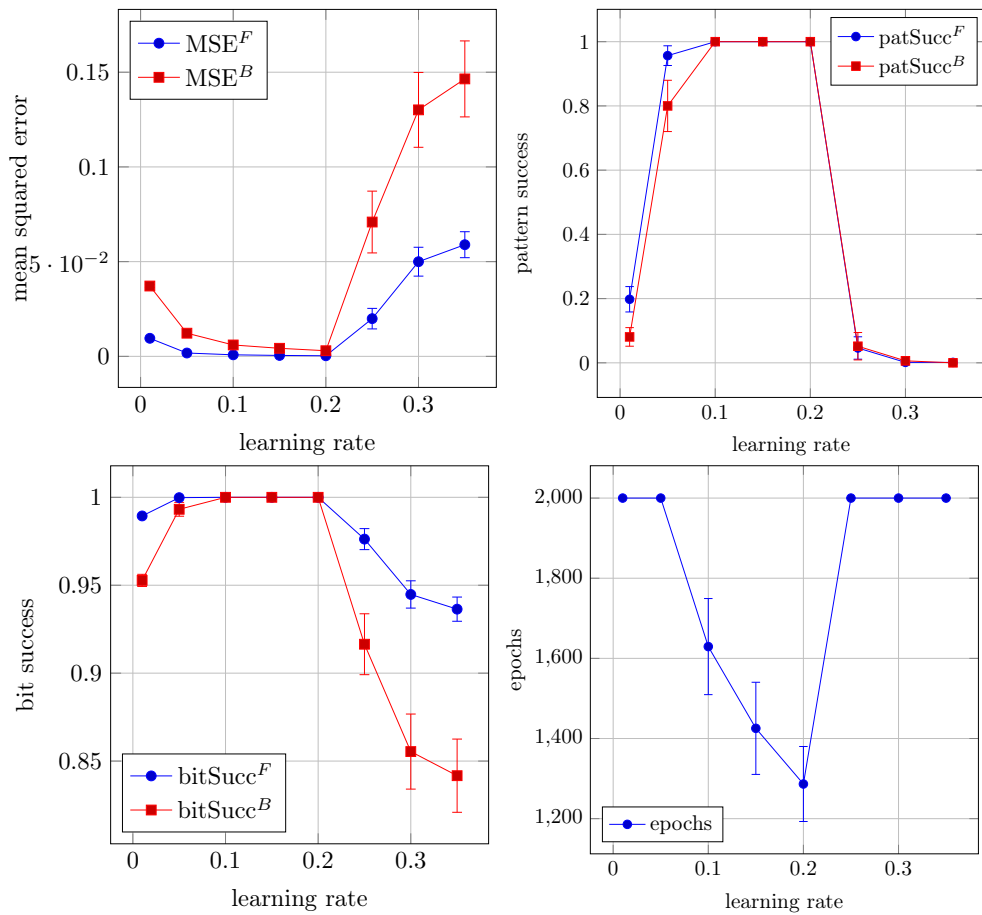 MSE^F
MSE^B
0.15
0.1
5 · 10^−2
0
mean squared error
0 0.1 0.2 0.3
learning rate
patSucc^F
patSucc^B
1
0.8
0.6
0.4
0.2
0
pattern success
0 0.1 0.2 0.3
learning rate
1
0.95
0.9
0.85
bit success
bitSucc^F
bitSucc^B
0 0.1 0.2 0.3
learning rate
2,000
1,800
1,600
1,400
1,200
epochs
epochs
0 0.1 0.2 0.3
learning rate